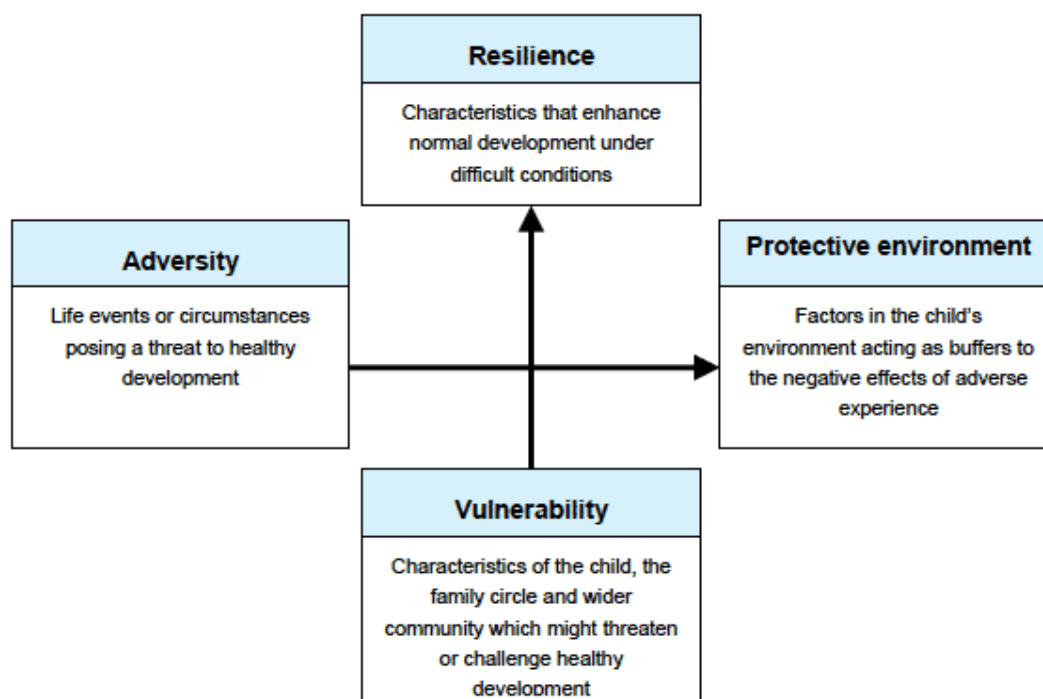 Resilience
Characteristics that enhance
normal development under
difficult conditions
Adversity
Life events or circumstances
posing a threat to healthy
development
Protective environment
Factors in the child's
environment acting as buffers to
the negative effects of adverse
experience
Vulnerability
Characteristics of the child, the
family circle and wider
community which might threaten
or challenge healthy
development